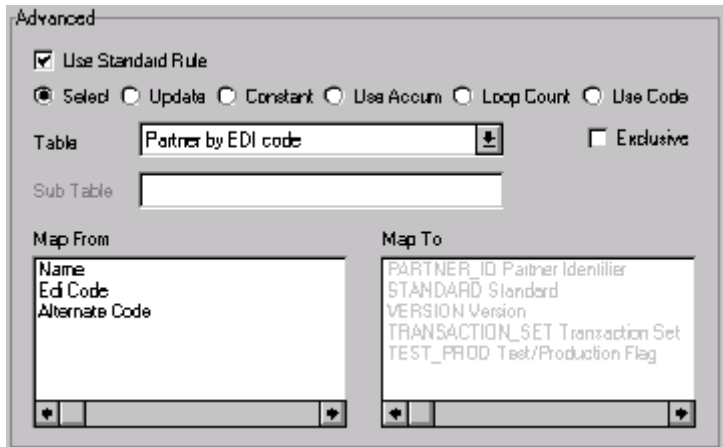 Advanced
Use Standard Rule
Select Update Constant Use Accum Loop Count Use Code
Table Partner by EDI code Exclusive
Sub Table
Map From Map To
Name
Edi Code
Alternate Code
PARTNER_ID Partner Identifier
STANDARD Standard
VERSION Version
TRANSACTION_SET Transaction Set
TEST_PROD Test/Production Flag